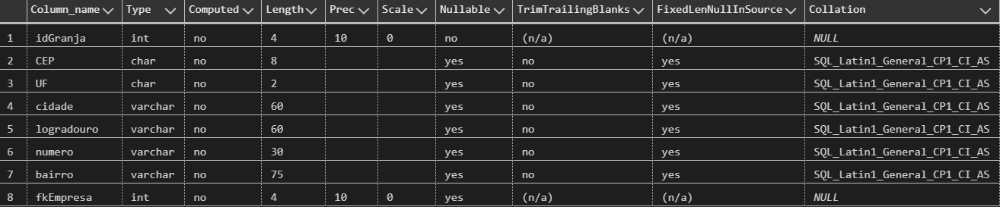 Column_name Type Computed Length Prec Scale Nullable TrimTrailingBlanks FixedLenNullInSource Collation
1 idGranja int no 4 10 0 no (n/a) (n/a) NULL
2 CEP char no 8 yes no yes SQL_Latin1_General_CP1_CI_AS
3 UF char no 2 yes no yes SQL_Latin1_General_CP1_CI_AS
4 cidade varchar no 60 yes no yes SQL_Latin1_General_CP1_CI_AS
5 logradouro varchar no 60 yes no yes SQL_Latin1_General_CP1_CI_AS
6 numero varchar no 30 yes no yes SQL_Latin1_General_CP1_CI_AS
7 bairro varchar no 75 yes no yes SQL_Latin1_General_CP1_CI_AS
8 fkEmpresa int no 4 10 0 yes (n/a) (n/a) NULL